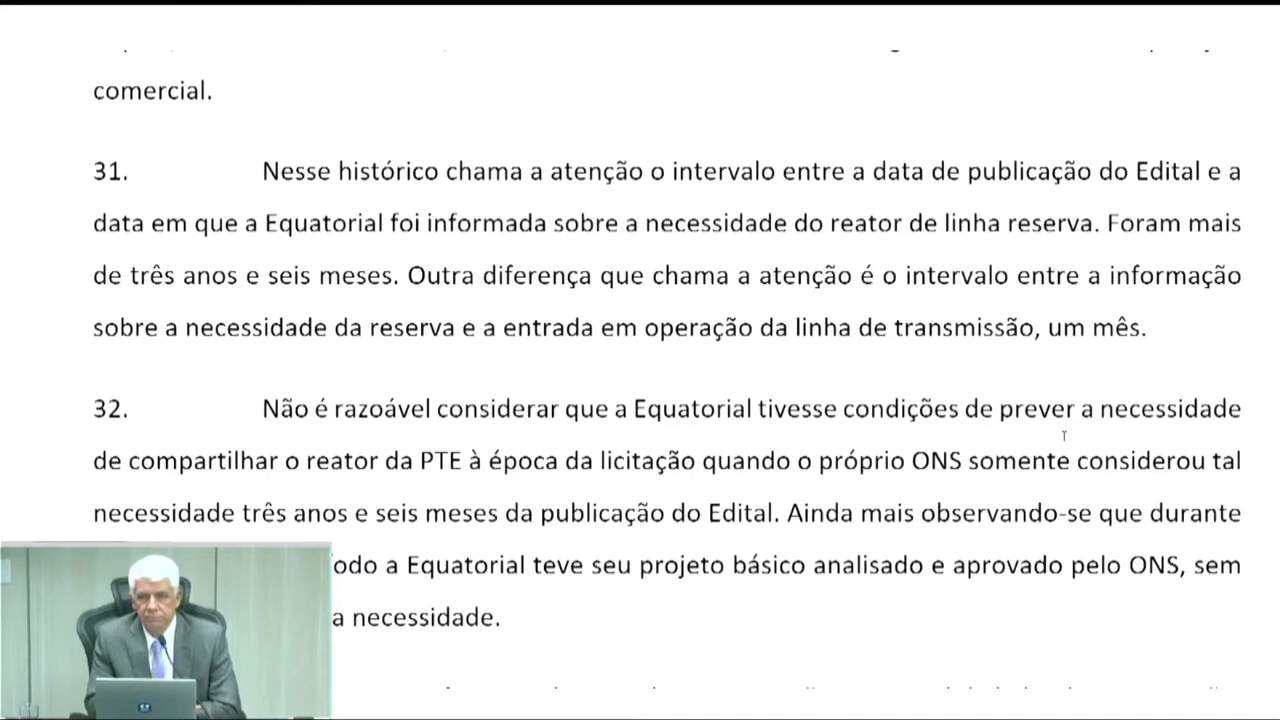 comercial.
31. Nesse histórico chama a atenção o intervalo entre a data de publicação do Edital e a
data em que a Equatorial foi informada sobre a necessidade do reator de linha reserva. Foram mais
de três anos e seis meses. Outra diferença que chama a atenção é o intervalo entre a informação
sobre a necessidade da reserva e a entrada em operação da linha de transmissão, um mês.
32. Não é razoável considerar que a Equatorial tivesse condições de prever a necessidade
de compartilhar o reator da PTE à época da licitação quando o próprio ONS somente considerou tal
necessidade três anos e seis meses da publicação do Edital. Ainda mais observando-se que durante
odo a Equatorial teve seu projeto básico analisado e aprovado pelo ONS, sem
a necessidade.